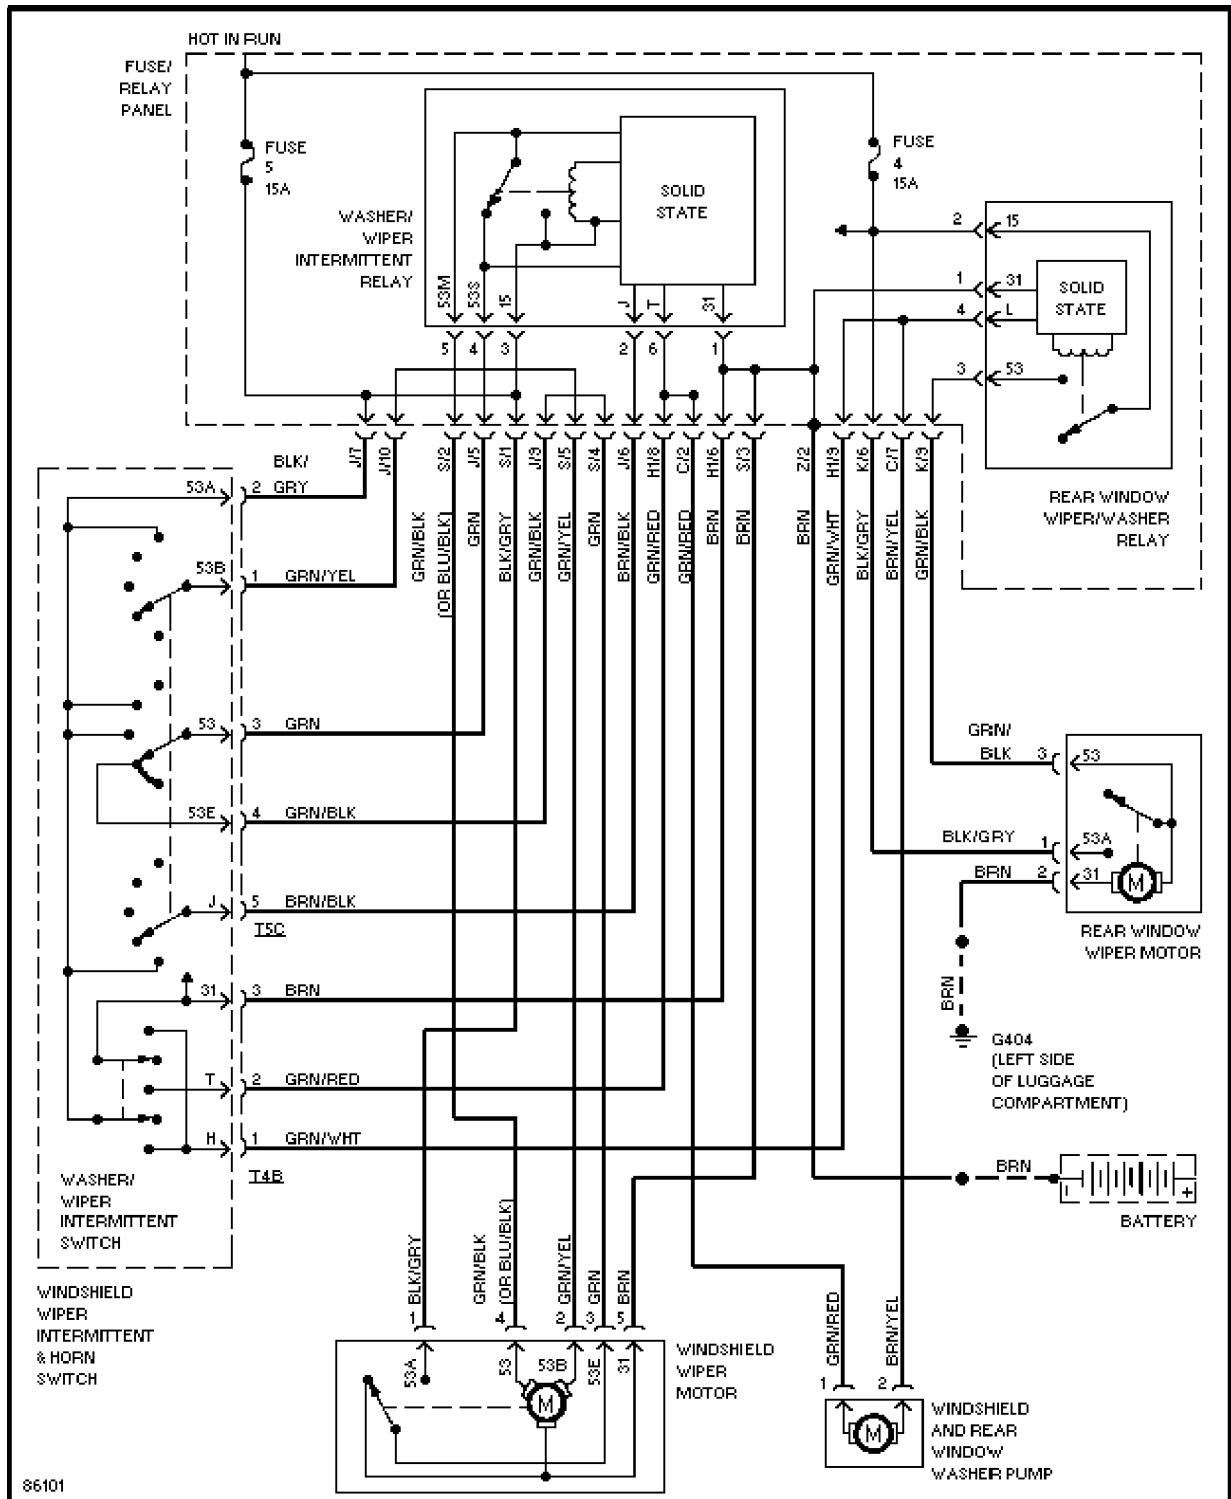 HOT IN RUN
FUSE/
RELAY
PANEL
FUSE
5
15A
WASHER/
WIPER
INTERMITTENT
RELAY
SOLID
STATE
53M
53S
15
J
T
31
5
4
3
2
6
1
FUSE
4
15A
2
15
1
31
4
L
3
53
SOLID
STATE
REAR WINDOW
WIPER/WASHER
RELAY
J/7
J/10
S/2
J/5
S/1
J/9
S/5
S/4
J/6
H1/8
C/2
H1/6
S/3
Z/2
H1/9
K/6
C/7
K/9
GRN/BLK
(OR BLU/BLK)
GRN
BLK/GRY
GRN/BLK
GRN/YEL
GRN
BRN/BLK
GRN/RED
GRN/RED
BRN
BRN
BRN
GRN/WHT
BLK/GRY
BRN/YEL
GRN/BLK
BLK/
53A
2
GRY
53B
1
GRN/YEL
53
3
GRN
53E
4
GRN/BLK
J
5
BRN/BLK
T5C
31
3
BRN
T
2
GRN/RED
H
1
GRN/WHT
T4B
WASHER/
WIPER
INTERMITTENT
SWITCH
WINDSHIELD
WIPER
INTERMITTENT
& HORN
SWITCH
GRN/
BLK
3
53
BLK/GRY
1
53A
BRN
2
31
M
REAR WINDOW
WIPER MOTOR
BRN
G404
(LEFT SIDE
OF LUGGAGE
COMPARTMENT)
BRN
-
+
BATTERY
BLK/GRY
GRN/BLK
(OR BLU/BLK)
GRN/YEL
GRN
BRN
1
4
2
3
5
53A
53
53B
53E
31
M
WINDSHIELD
WIPER
MOTOR
GRN/RED
BRN/YEL
1
2
M
WINDSHIELD
AND REAR
WINDOW
WASHER PUMP
86101